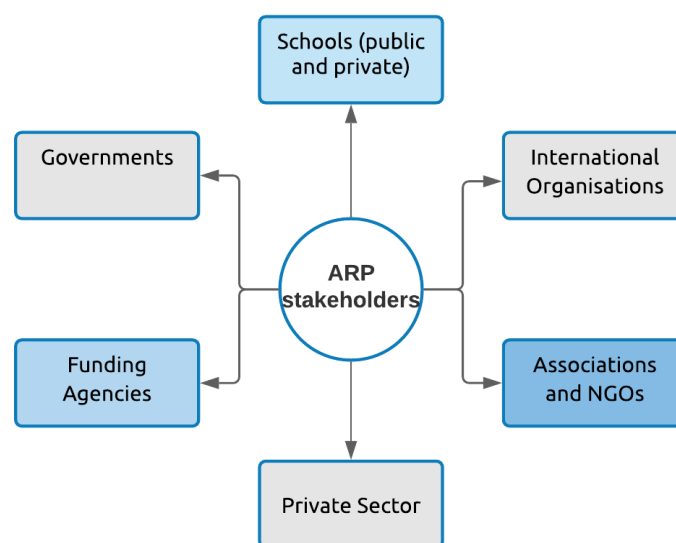 Schools (public
and private)
Governments
International
Organisations
ARP
stakeholders
Funding
Agencies
Associations
and NGOs
Private Sector